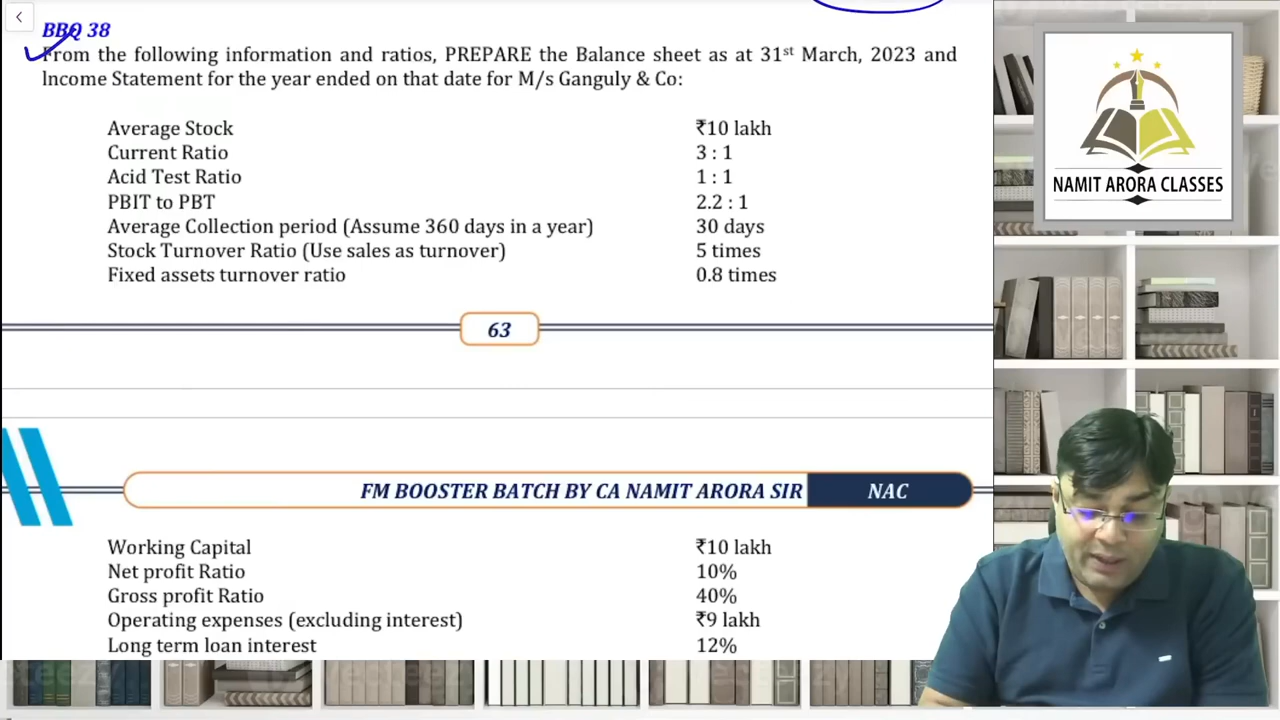 BBQ 38
From the following information and ratios, PREPARE the Balance sheet as at 31st March, 2023 and
Income Statement for the year ended on that date for M/s Ganguly & Co:
Average Stock ₹10 lakh
Current Ratio 3 : 1
Acid Test Ratio 1 : 1
PBIT to PBT 2.2 : 1
Average Collection period (Assume 360 days in a year) 30 days
Stock Turnover Ratio (Use sales as turnover) 5 times
Fixed assets turnover ratio 0.8 times
63
FM BOOSTER BATCH BY CA NAMIT ARORA SIR NAC
Working Capital ₹10 lakh
Net profit Ratio 10%
Gross profit Ratio 40%
Operating expenses (excluding interest) ₹9 lakh
Long term loan interest 12%
NAMIT ARORA CLASSES